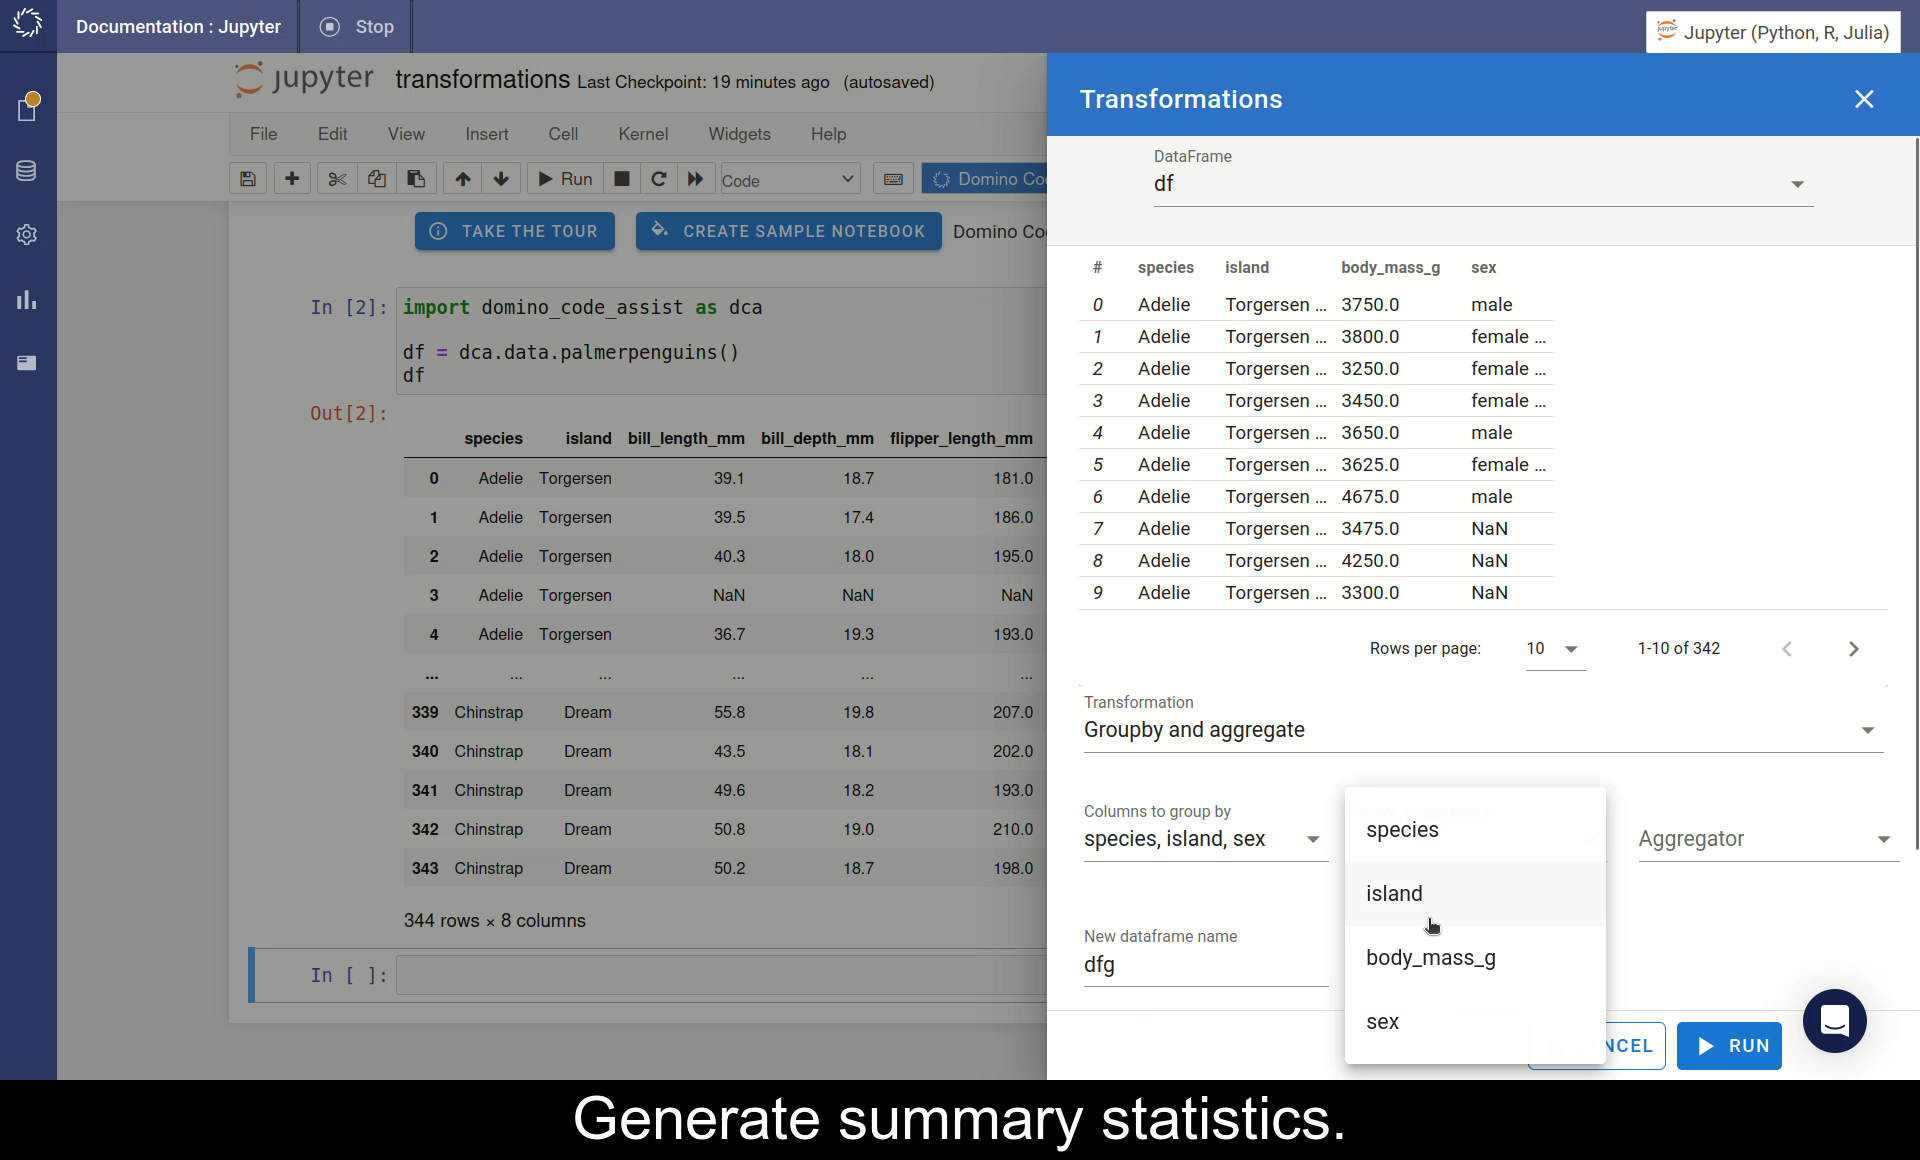 Documentation : Jupyter
Stop
Jupyter (Python, R, Julia)
jupyter transformations Last Checkpoint: 19 minutes ago (autosaved)
File Edit View Insert Cell Kernel Widgets Help
Run Code Domino Co
TAKE THE TOUR CREATE SAMPLE NOTEBOOK Domino Co
In [2]: import domino_code_assist as dca
df = dca.data.palmerpenguins()
df
Out[2]:
species island bill_length_mm bill_depth_mm flipper_length_mm
0 Adelie Torgersen 39.1 18.7 181.0
1 Adelie Torgersen 39.5 17.4 186.0
2 Adelie Torgersen 40.3 18.0 195.0
3 Adelie Torgersen NaN NaN NaN
4 Adelie Torgersen 36.7 19.3 193.0
... ... ... ... ... ...
339 Chinstrap Dream 55.8 19.8 207.0
340 Chinstrap Dream 43.5 18.1 202.0
341 Chinstrap Dream 49.6 18.2 193.0
342 Chinstrap Dream 50.8 19.0 210.0
343 Chinstrap Dream 50.2 18.7 198.0
344 rows × 8 columns
In [ ]:
Transformations
DataFrame
df
# species island body_mass_g sex
0 Adelie Torgersen ... 3750.0 male
1 Adelie Torgersen ... 3800.0 female ...
2 Adelie Torgersen ... 3250.0 female ...
3 Adelie Torgersen ... 3450.0 female ...
4 Adelie Torgersen ... 3650.0 male
5 Adelie Torgersen ... 3625.0 female ...
6 Adelie Torgersen ... 4675.0 male
7 Adelie Torgersen ... 3475.0 NaN
8 Adelie Torgersen ... 4250.0 NaN
9 Adelie Torgersen ... 3300.0 NaN
Rows per page: 10 1-10 of 342
Transformation
Groupby and aggregate
Columns to group by
species, island, sex
species
island
body_mass_g
sex
Aggregator
New dataframe name
dfg
NCEL
RUN
Generate summary statistics.